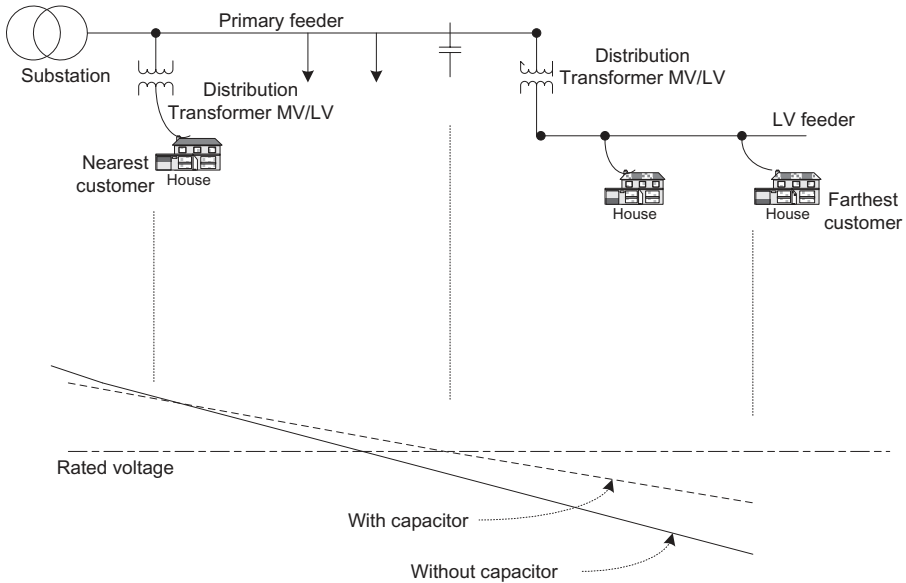 Primary feeder
Substation
Distribution
Transformer MV/LV
Distribution
Transformer MV/LV
LV feeder
Nearest
customer
House
House
House
Farthest
customer
Rated voltage
With capacitor
Without capacitor